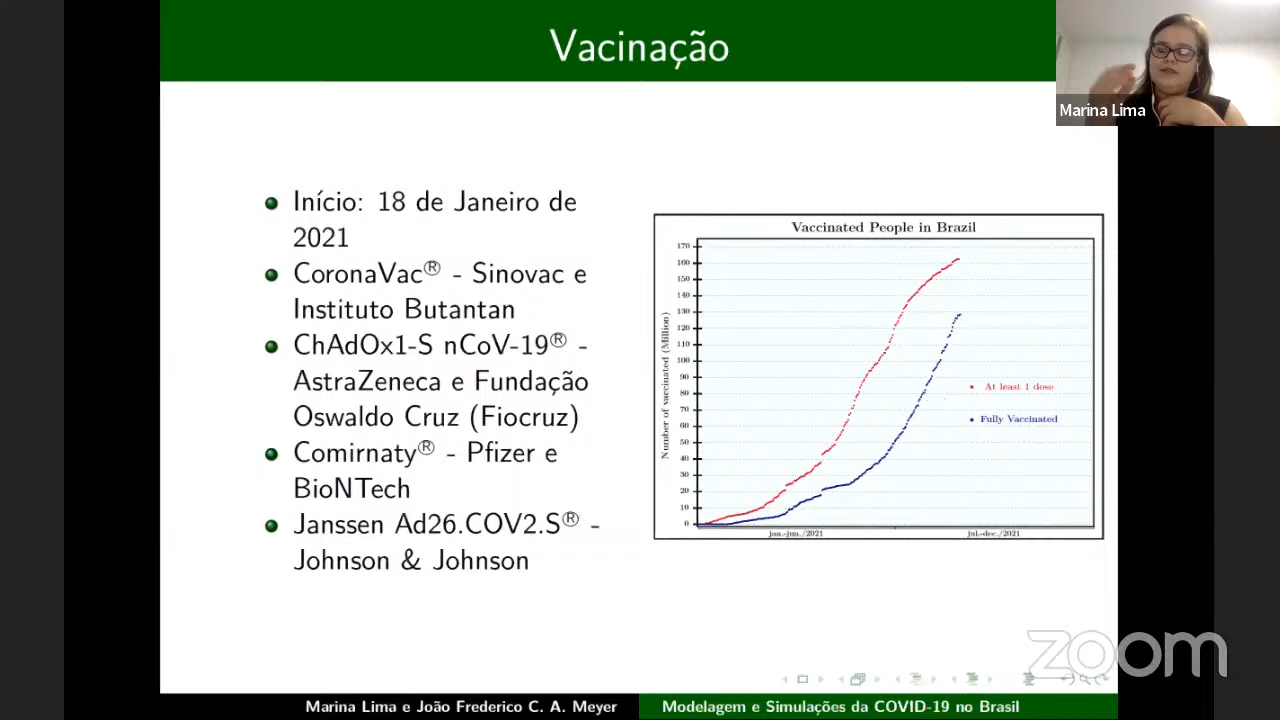 Vacinação
Marina Lima
Início: 18 de Janeiro de
2021
CoronaVac® - Sinovac e
Instituto Butantan
ChAdOx1-S nCoV-19® -
AstraZeneca e Fundação
Oswaldo Cruz (Fiocruz)
Comirnaty® - Pfizer e
BioNTech
Janssen Ad26.COV2.S® -
Johnson & Johnson
Vaccinated People in Brazil
Number of vaccinated (Million)
170
160
150
140
130
120
110
100
90
80
70
60
50
40
30
20
10
0
At least 1 dose
Fully Vaccinated
jan.-jun./2021
jul.-dec./2021
zoom
Marina Lima e João Frederico C. A. Meyer
Modelagem e Simulações da COVID-19 no Brasil